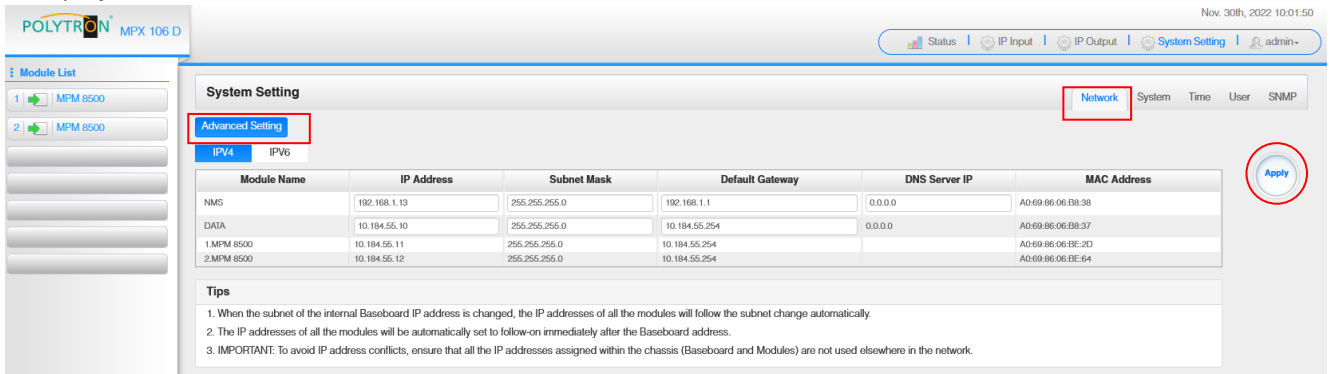 Nov. 30th, 2022 10:01:50
POLYTRON MPX 106 D
Status IP Input IP Output System Setting admin
Module List
1 MPM 8500
2 MPM 8500
System Setting
Network System Time User SNMP
Advanced Setting
IPV4 IPV6
Apply
Module Name IP Address Subnet Mask Default Gateway DNS Server IP MAC Address
NMS 192.168.1.13 255.255.255.0 192.168.1.1 0.0.0.0 A0:69:86:06:B8:38
DATA 10.184.55.10 255.255.255.0 10.184.55.254 0.0.0.0 A0:69:86:06:B8:37
1.MPM 8500 10.184.55.11 255.255.255.0 10.184.55.254 A0:69:86:06:BE:2D
2.MPM 8500 10.184.55.12 255.255.255.0 10.184.55.254 A0:69:86:06:BE:64
Tips
1. When the subnet of the internal Baseboard IP address is changed, the IP addresses of all the modules will follow the subnet change automatically.
2. The IP addresses of all the modules will be automatically set to follow-on immediately after the Baseboard address.
3. IMPORTANT: To avoid IP address conflicts, ensure that all the IP addresses assigned within the chassis (Baseboard and Modules) are not used elsewhere in the network.